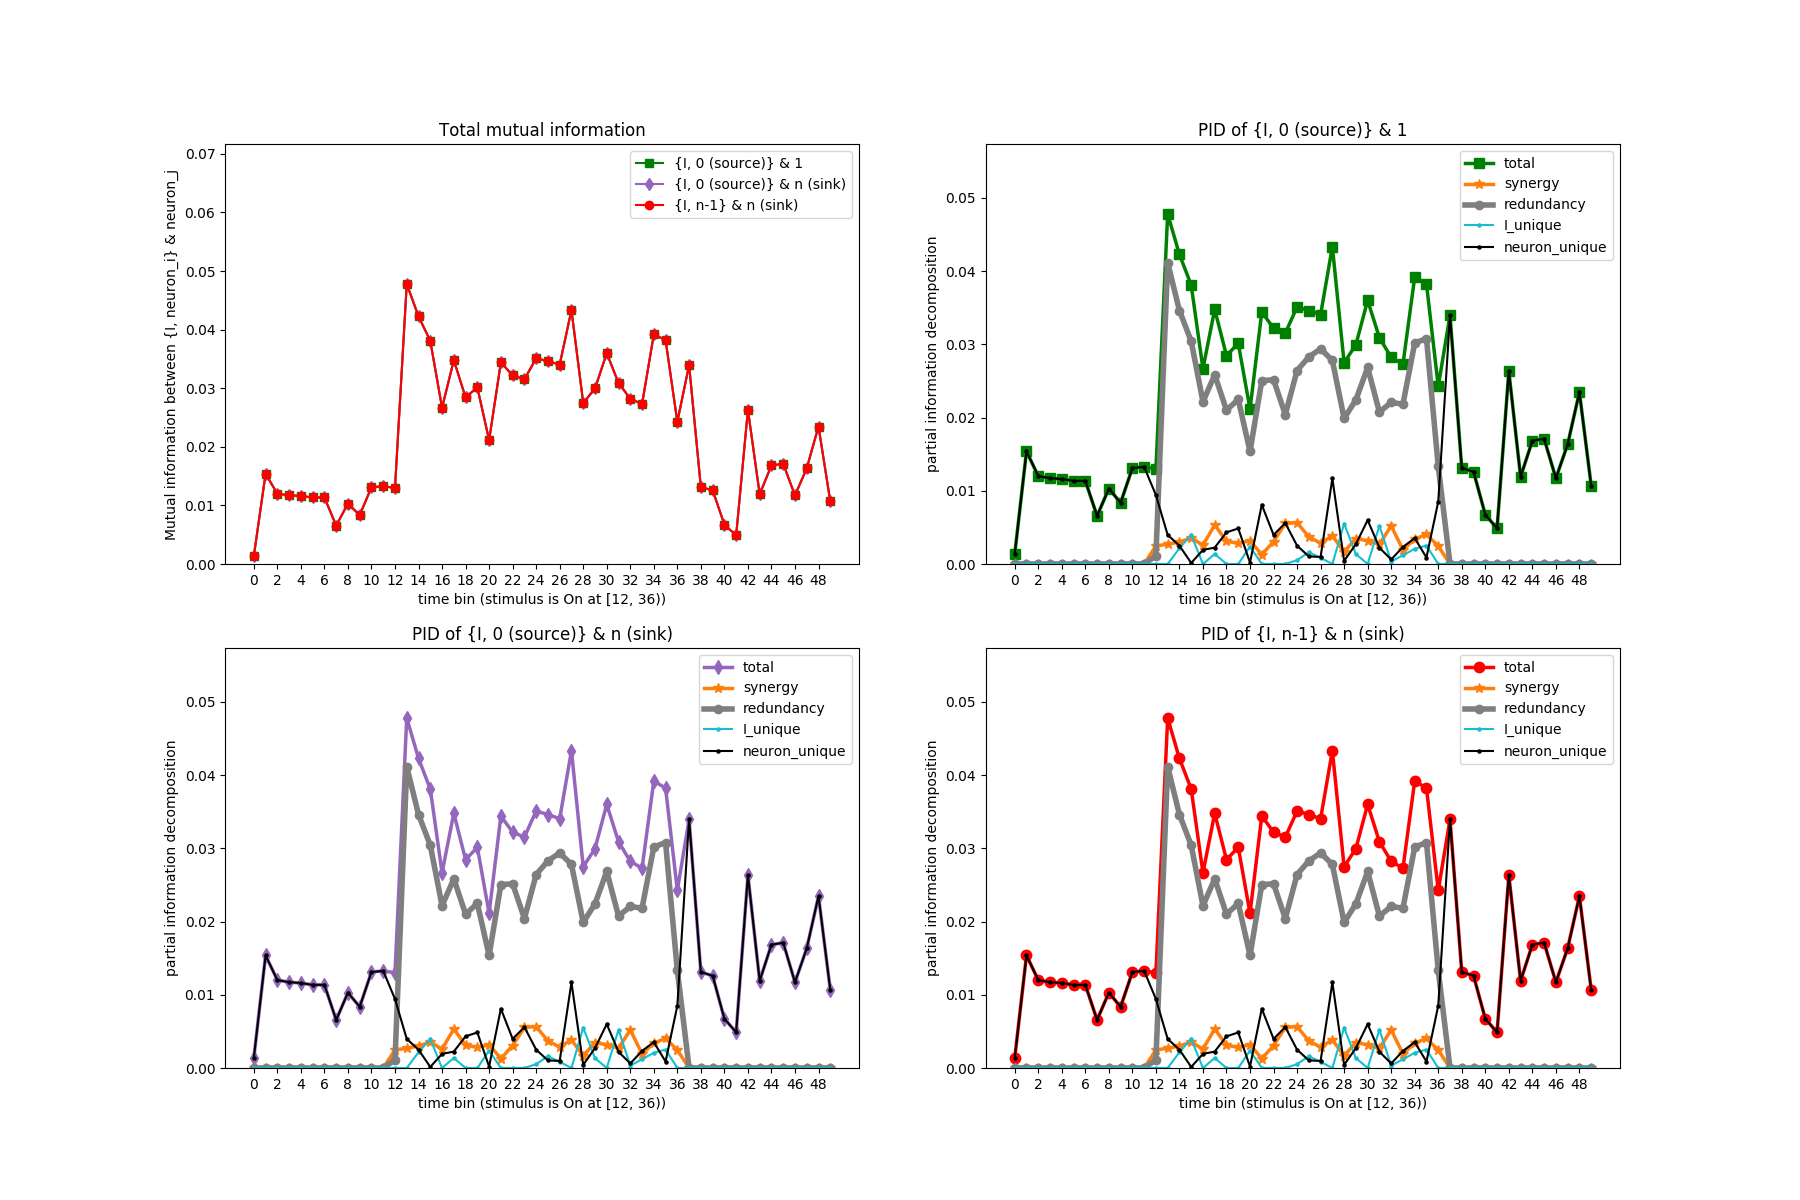 Total mutual information
Mutual information between {I, neuron_i} & neuron_j
0.07
0.06
0.05
0.04
0.03
0.02
0.01
0.00
{I, 0 (source)} & 1
{I, 0 (source)} & n (sink)
{I, n-1} & n (sink)
0 2 4 6 8 10 12 14 16 18 20 22 24 26 28 30 32 34 36 38 40 42 44 46 48
time bin (stimulus is On at [12, 36))
PID of {I, 0 (source)} & 1
partial information decomposition
0.05
0.04
0.03
0.02
0.01
0.00
total
synergy
redundancy
I_unique
neuron_unique
0 2 4 6 8 10 12 14 16 18 20 22 24 26 28 30 32 34 36 38 40 42 44 46 48
time bin (stimulus is On at [12, 36))
PID of {I, 0 (source)} & n (sink)
partial information decomposition
0.05
0.04
0.03
0.02
0.01
0.00
total
synergy
redundancy
I_unique
neuron_unique
0 2 4 6 8 10 12 14 16 18 20 22 24 26 28 30 32 34 36 38 40 42 44 46 48
time bin (stimulus is On at [12, 36))
PID of {I, n-1} & n (sink)
partial information decomposition
0.05
0.04
0.03
0.02
0.01
0.00
total
synergy
redundancy
I_unique
neuron_unique
0 2 4 6 8 10 12 14 16 18 20 22 24 26 28 30 32 34 36 38 40 42 44 46 48
time bin (stimulus is On at [12, 36))